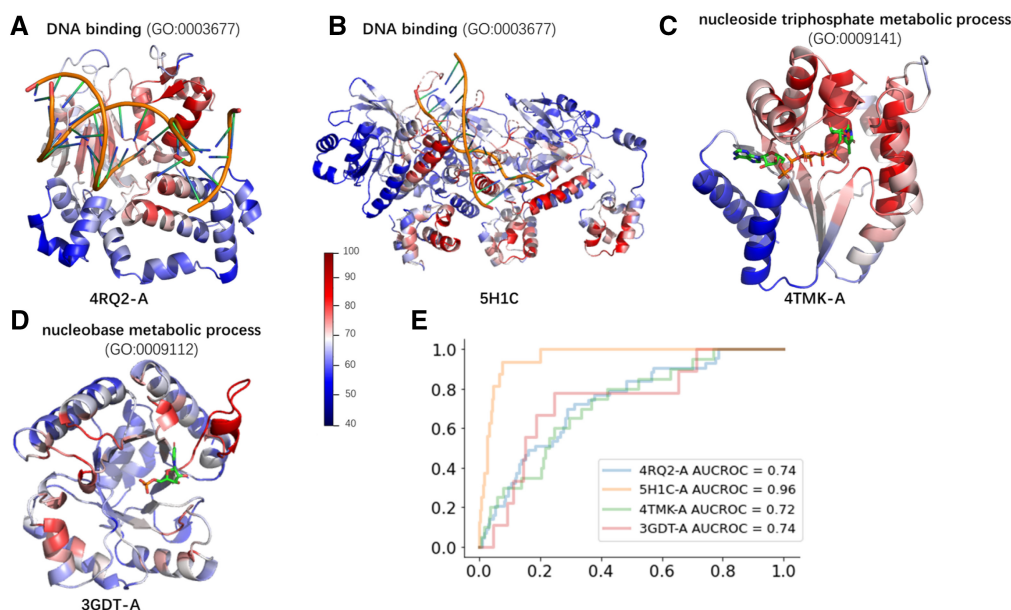 A DNA binding (GO:0003677)
4RQ2-A
B DNA binding (GO:0003677)
5H1C
100
90
80
70
60
50
40
C nucleoside triphosphate metabolic process
(GO:0009141)
4TMK-A
D nucleobase metabolic process
(GO:0009112)
3GDT-A
E
1.0
0.8
0.6
0.4
0.2
0.0
0.0 0.2 0.4 0.6 0.8 1.0
4RQ2-A AUCROC = 0.74
5H1C-A AUCROC = 0.96
4TMK-A AUCROC = 0.72
3GDT-A AUCROC = 0.74